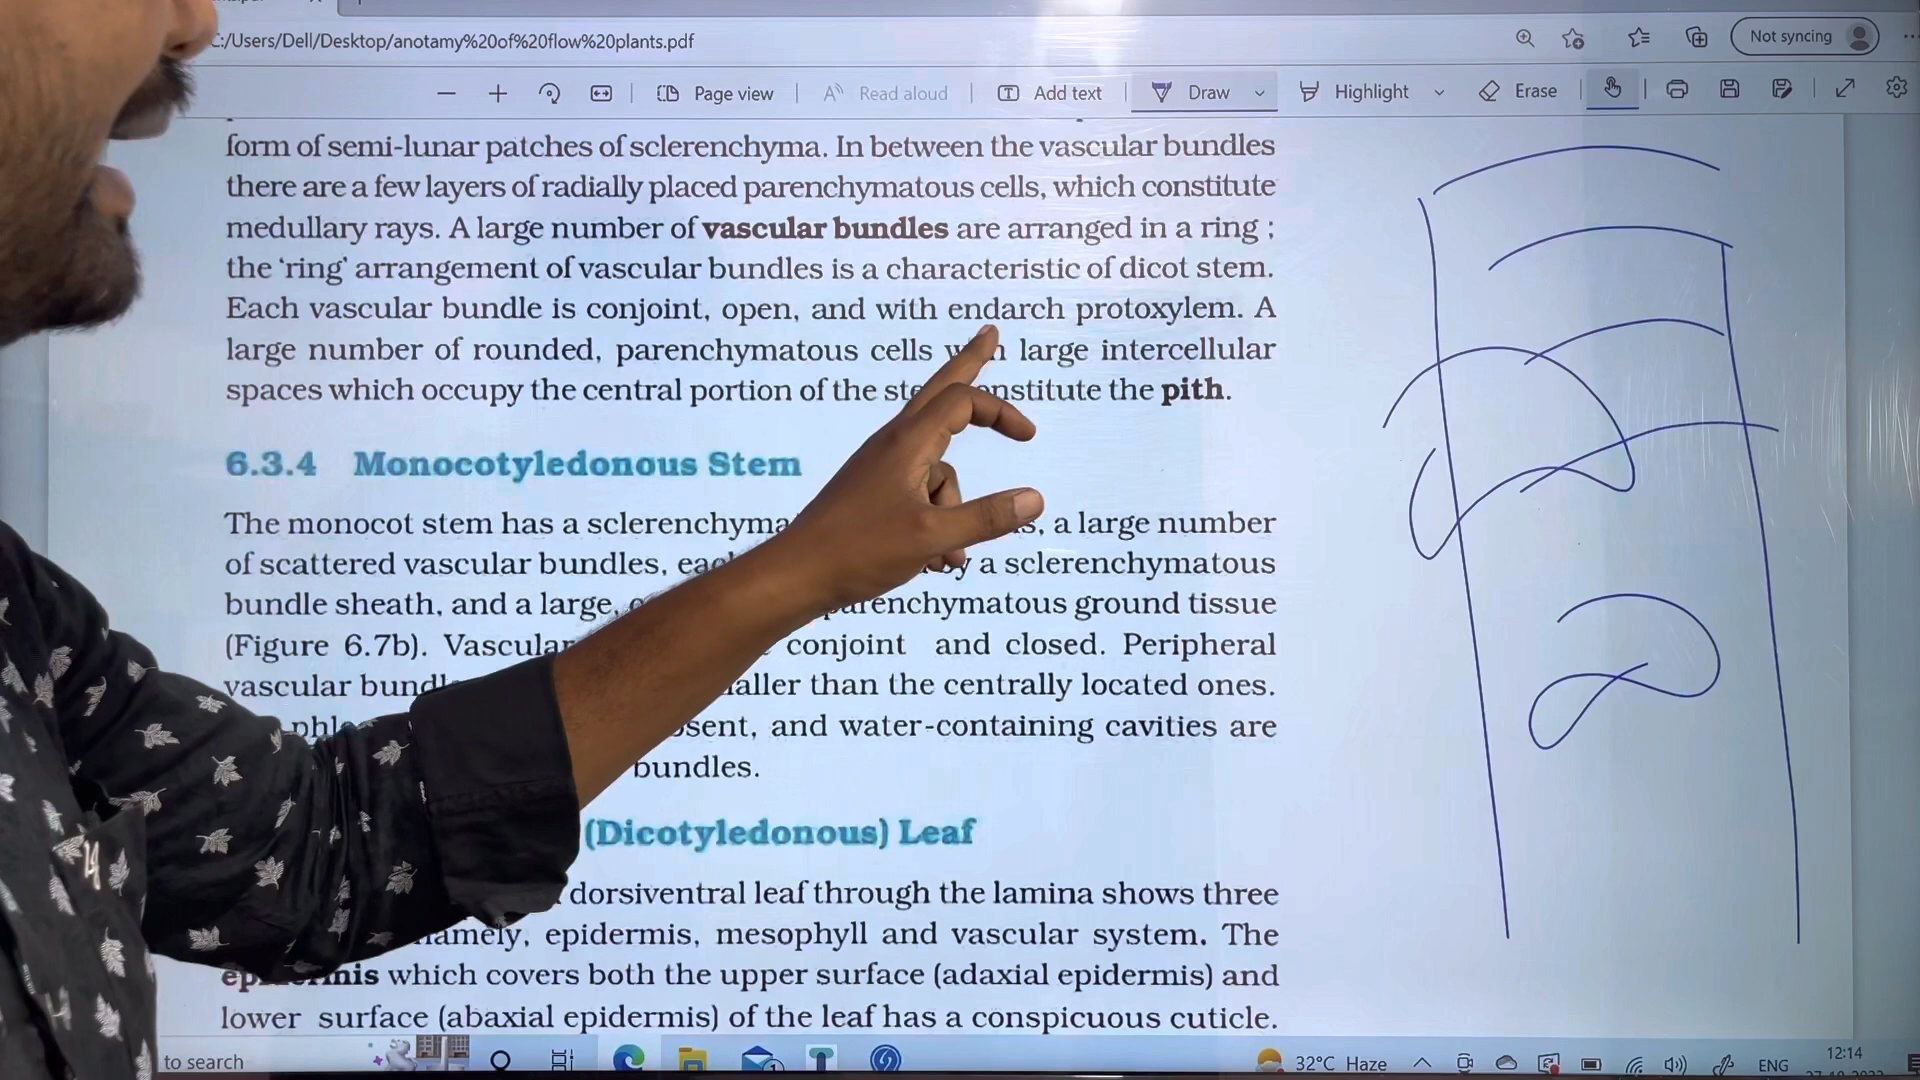 C:/Users/Dell/Desktop/anotamy%20of%20flow%20plants.pdf
Not syncing
Page view
Read aloud
Add text
Draw
Highlight
Erase
form of semi-lunar patches of sclerenchyma. In between the vascular bundles
there are a few layers of radially placed parenchymatous cells, which constitute
medullary rays. A large number of vascular bundles are arranged in a ring ;
the ‘ring’ arrangement of vascular bundles is a characteristic of dicot stem.
Each vascular bundle is conjoint, open, and with endarch protoxylem. A
large number of rounded, parenchymatous cells with large intercellular
spaces which occupy the central portion of the constitute the pith.
6.3.4 Monocotyledonous Stem
The monocot stem has a a large number
of scattered vascular bundles, by a sclerenchymatous
bundle sheath, and a large, parenchymatous ground tissue
(Figure 6.7b). Vascular conjoint and closed. Peripheral
vascular than the centrally located ones.
and water-containing cavities are
bundles.
(Dicotyledonous) Leaf
dorsiventral leaf through the lamina shows three
namely, epidermis, mesophyll and vascular system. The
epidermis which covers both the upper surface (adaxial epidermis) and
lower surface (abaxial epidermis) of the leaf has a conspicuous cuticle.
to search
32°C Haze
ENG
12:14